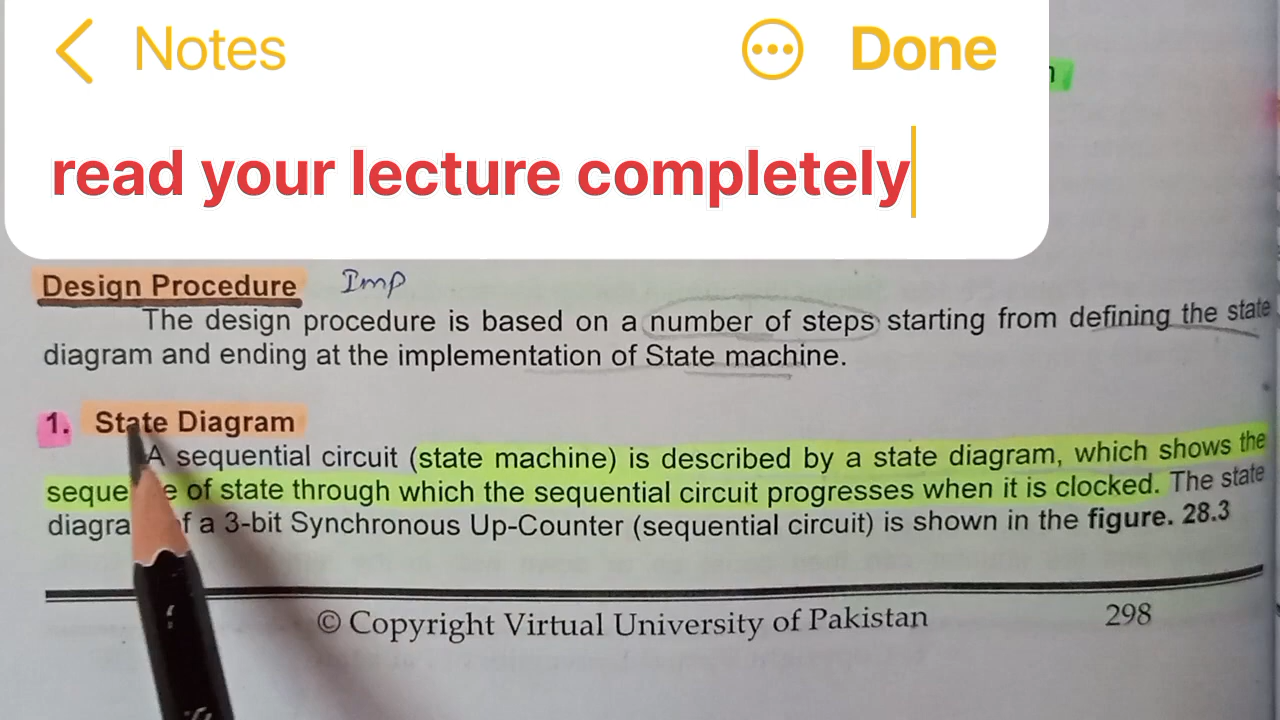 Notes
Done
read your lecture completely
Design Procedure Imp
The design procedure is based on a number of steps starting from defining the state
diagram and ending at the implementation of State machine.
1. State Diagram
A sequential circuit (state machine) is described by a state diagram, which shows the
of state through which the sequential circuit progresses when it is clocked. The state
a 3-bit Synchronous Up-Counter (sequential circuit) is shown in the figure. 28.3
© Copyright Virtual University of Pakistan 298